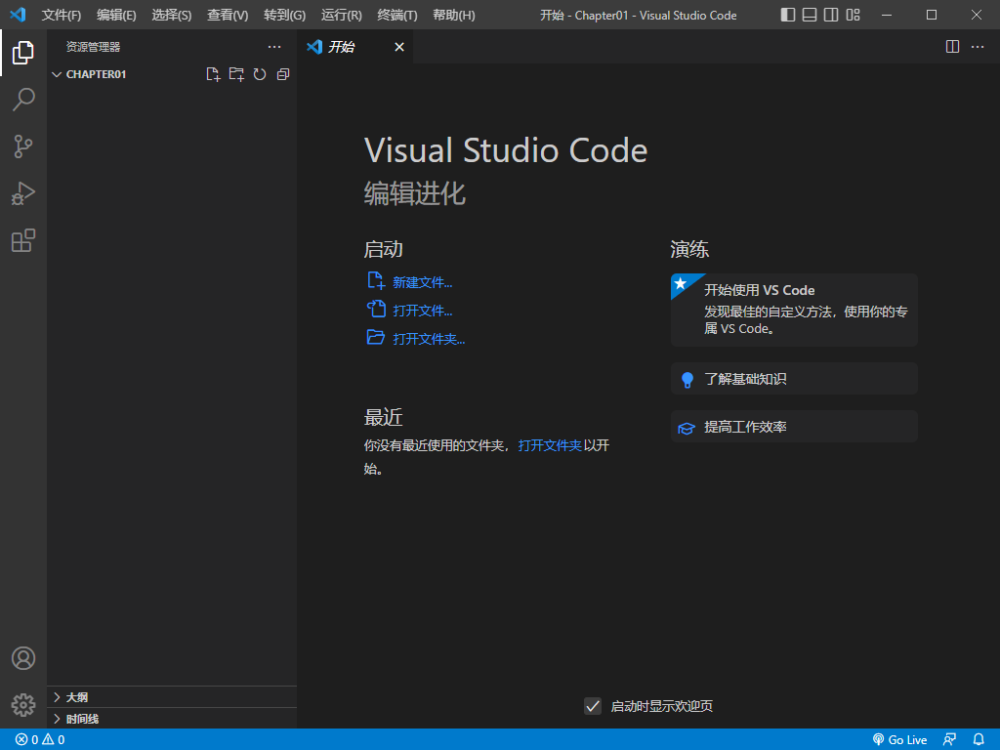 文件(F) 编辑(E) 选择(S) 查看(V) 转到(G) 运行(R) 终端(T) 帮助(H) 开始 - Chapter01 - Visual Studio Code
资源管理器
开始
CHAPTER01
Visual Studio Code
编辑进化
启动
新建文件...
打开文件...
打开文件夹...
最近
你没有最近使用的文件夹，打开文件夹以开
始。
演练
开始使用 VS Code
发现最佳的自定义方法，使用你的专
属 VS Code。
了解基础知识
提高工作效率
启动时显示欢迎页
大纲
时间线
0 0 Go Live